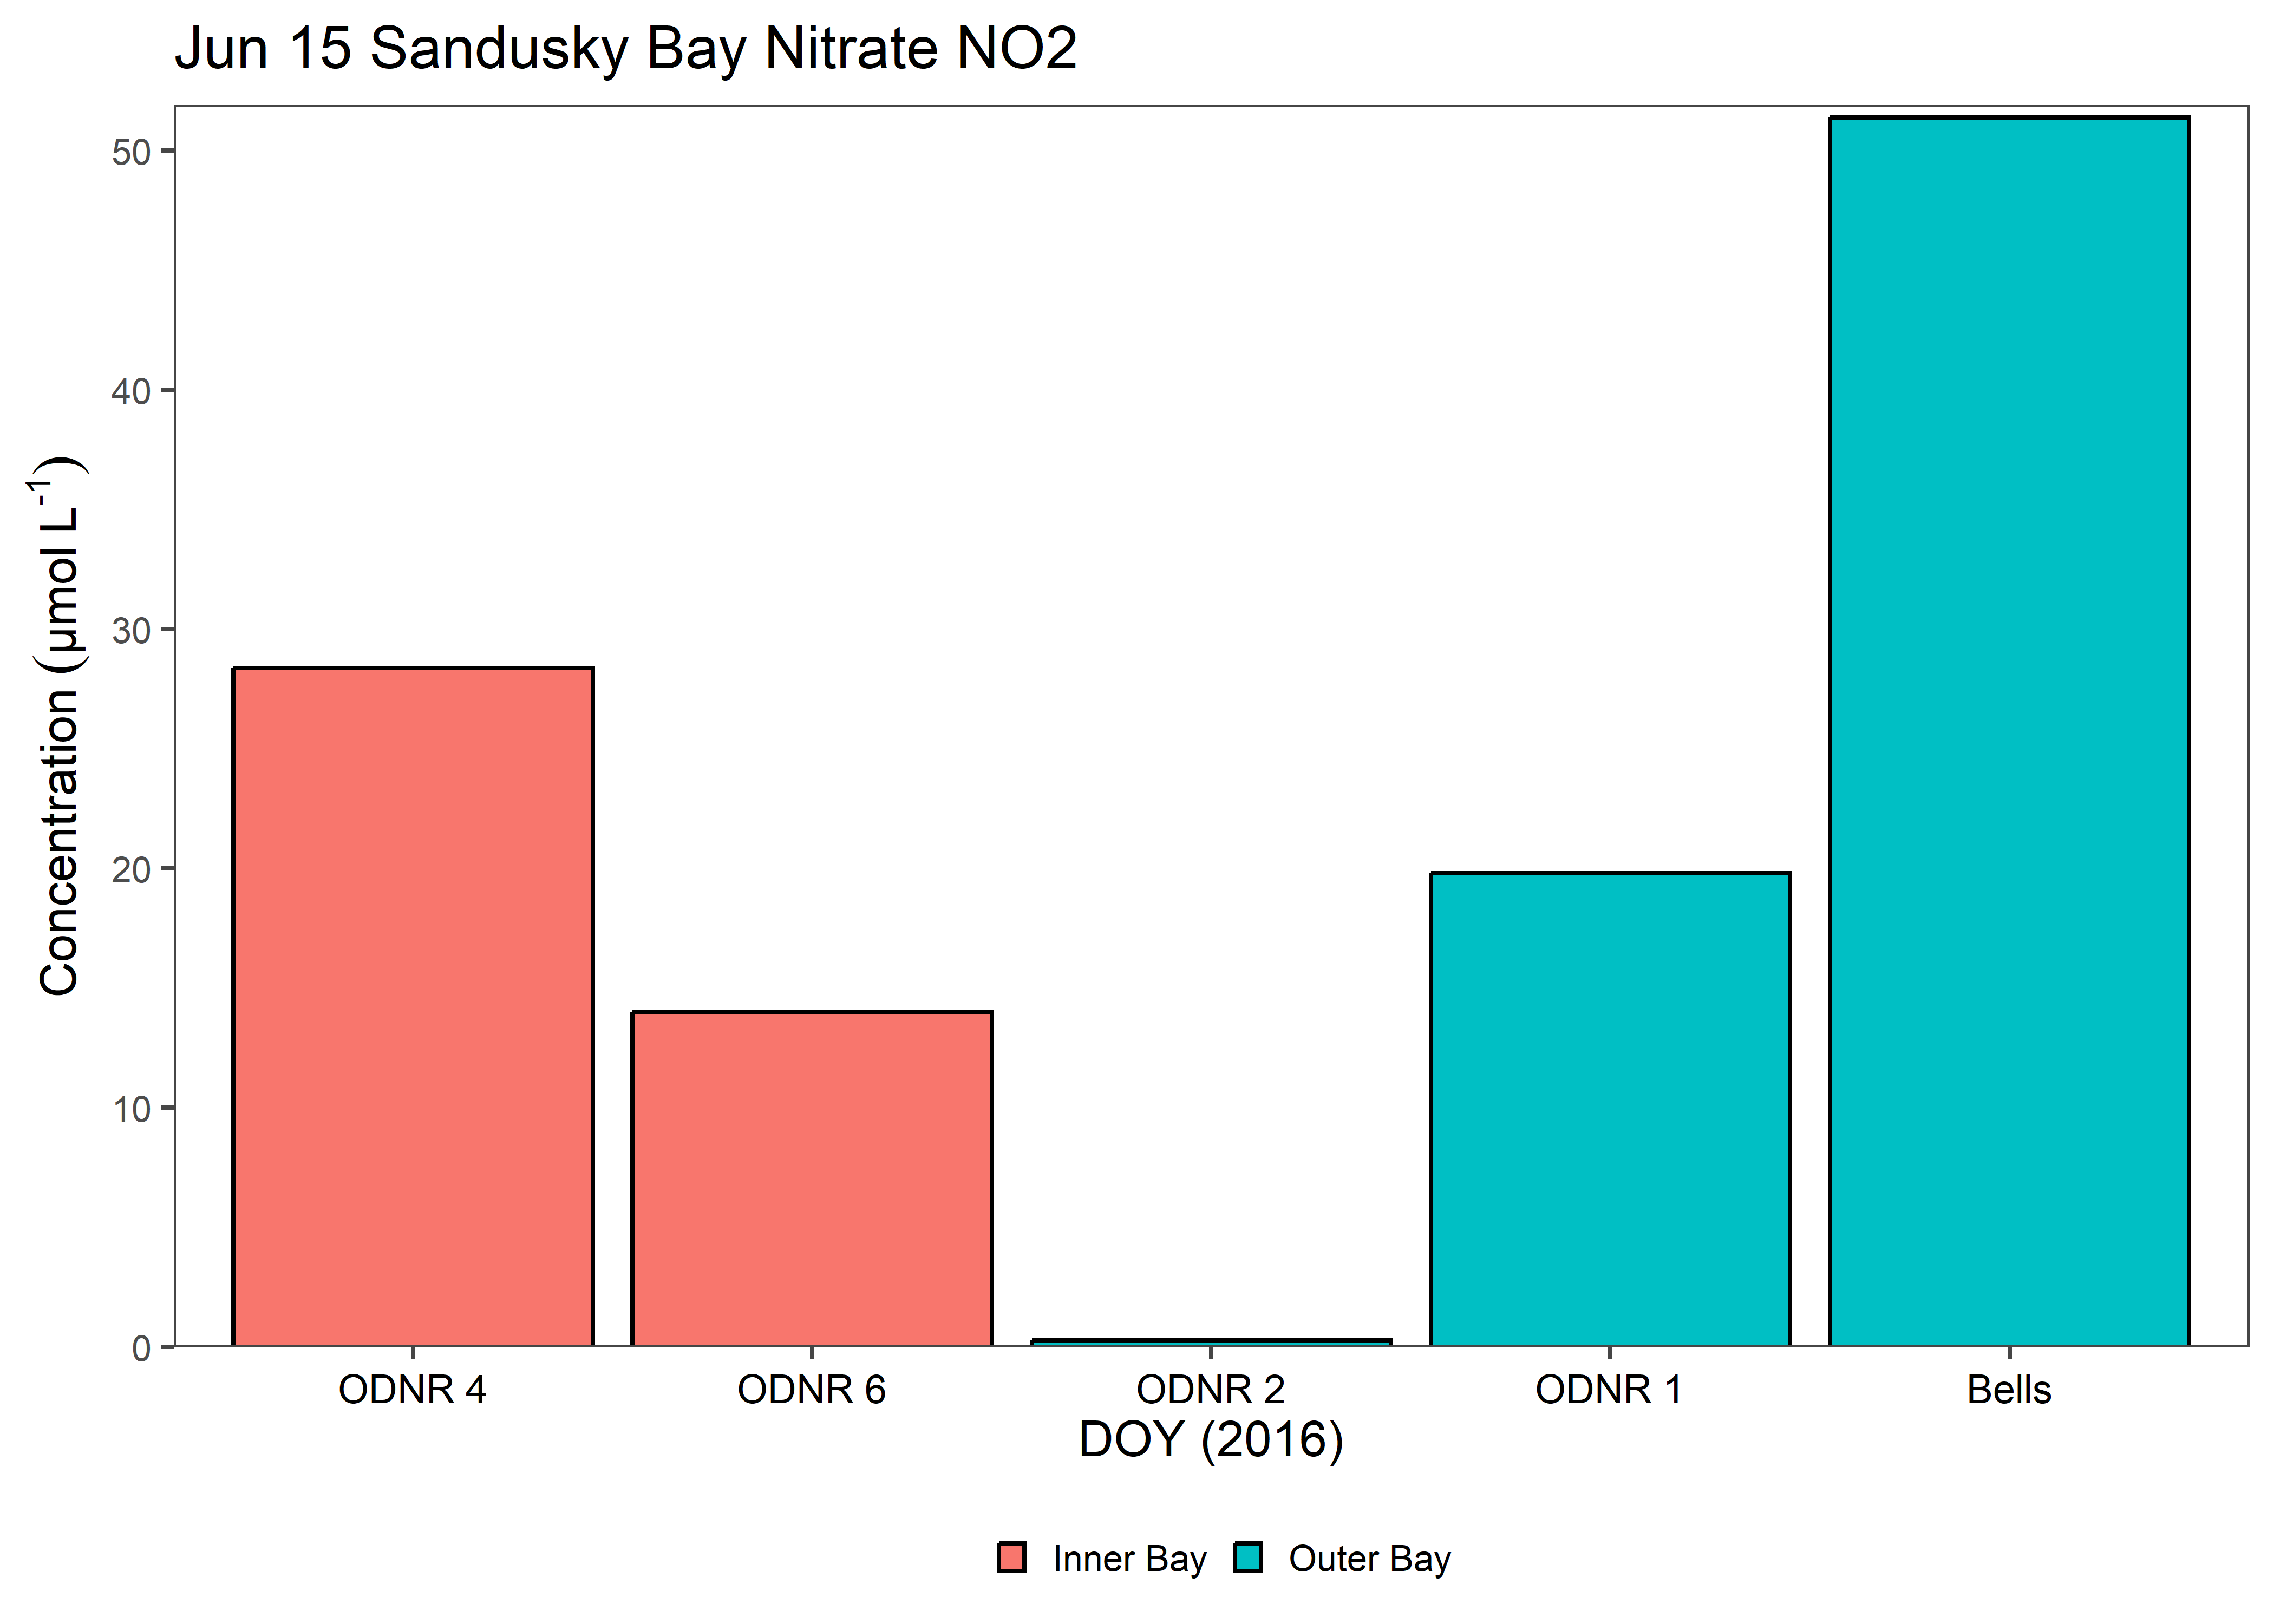 Jun 15 Sandusky Bay Nitrate NO2
Concentration (µmol L⁻¹)
50
40
30
20
10
0
ODNR 4 ODNR 6 ODNR 2 ODNR 1 Bells
DOY (2016)
Inner Bay Outer Bay